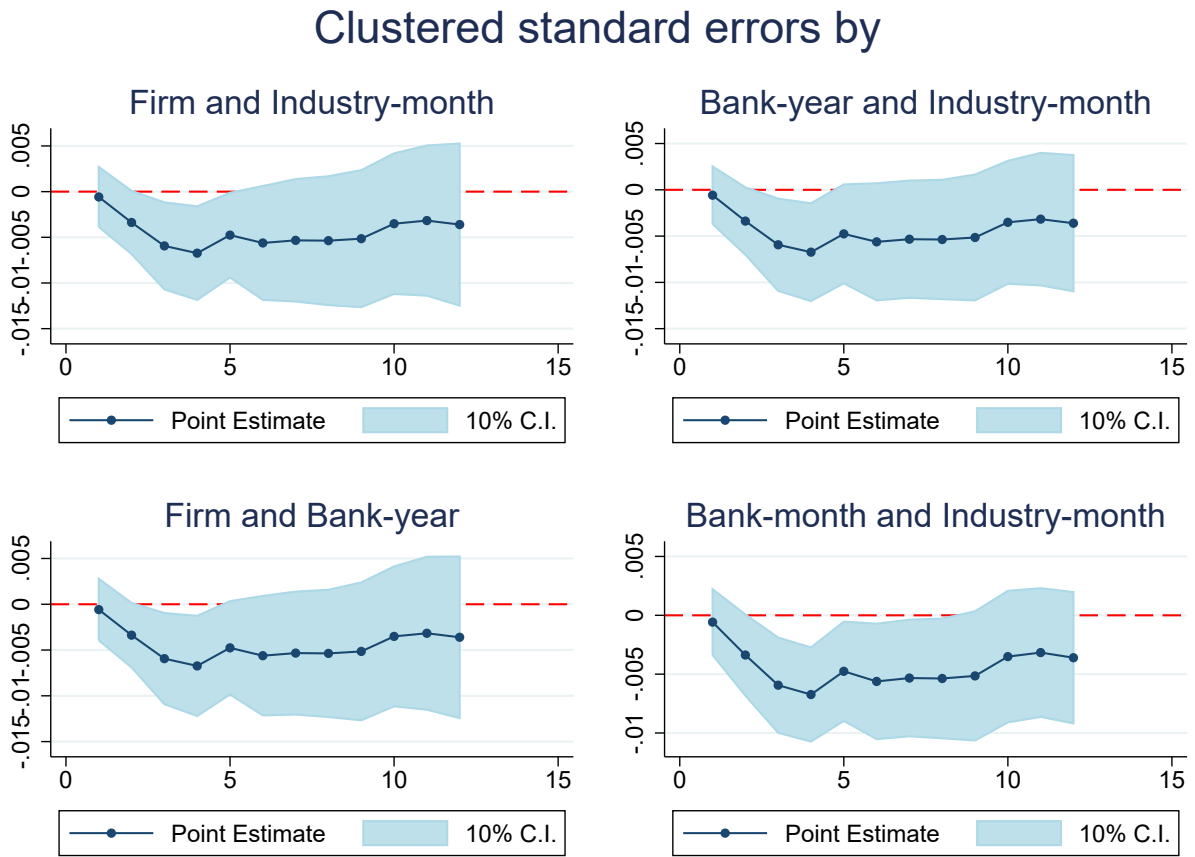 Clustered standard errors by
Firm and Industry-month
.005
0
-.005
-.01
-.015
0 5 10 15
Point Estimate 10% C.I.
Bank-year and Industry-month
.005
0
-.005
-.01
-.015
0 5 10 15
Point Estimate 10% C.I.
Firm and Bank-year
.005
0
-.005
-.01
-.015
0 5 10 15
Point Estimate 10% C.I.
Bank-month and Industry-month
.005
0
-.005
-.01
0 5 10 15
Point Estimate 10% C.I.